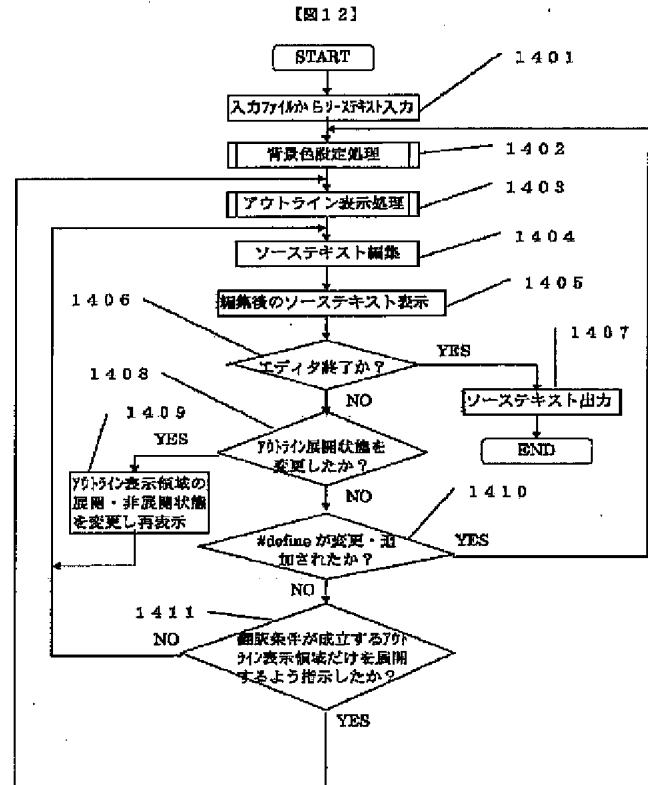 【図12】
START
1401
入力ファイルからソーステキスト入力
背景色設定処理
1402
アウトライン表示処理
1403
ソーステキスト編集
1404
編集後のソーステキスト表示
1405
1406
エディタ終了か？
YES
1407
NO
ソーステキスト出力
END
1408
アウトライン展開状態を
変更したか？
1409
YES
アウトライン表示領域の
展開・非展開状態
を変更し再表示
NO
1410
#defineが変更・追
加されたか？
YES
NO
1411
NO
翻訳条件が成立するアウト
ライン表示領域だけを展開
するよう指示したか？
YES